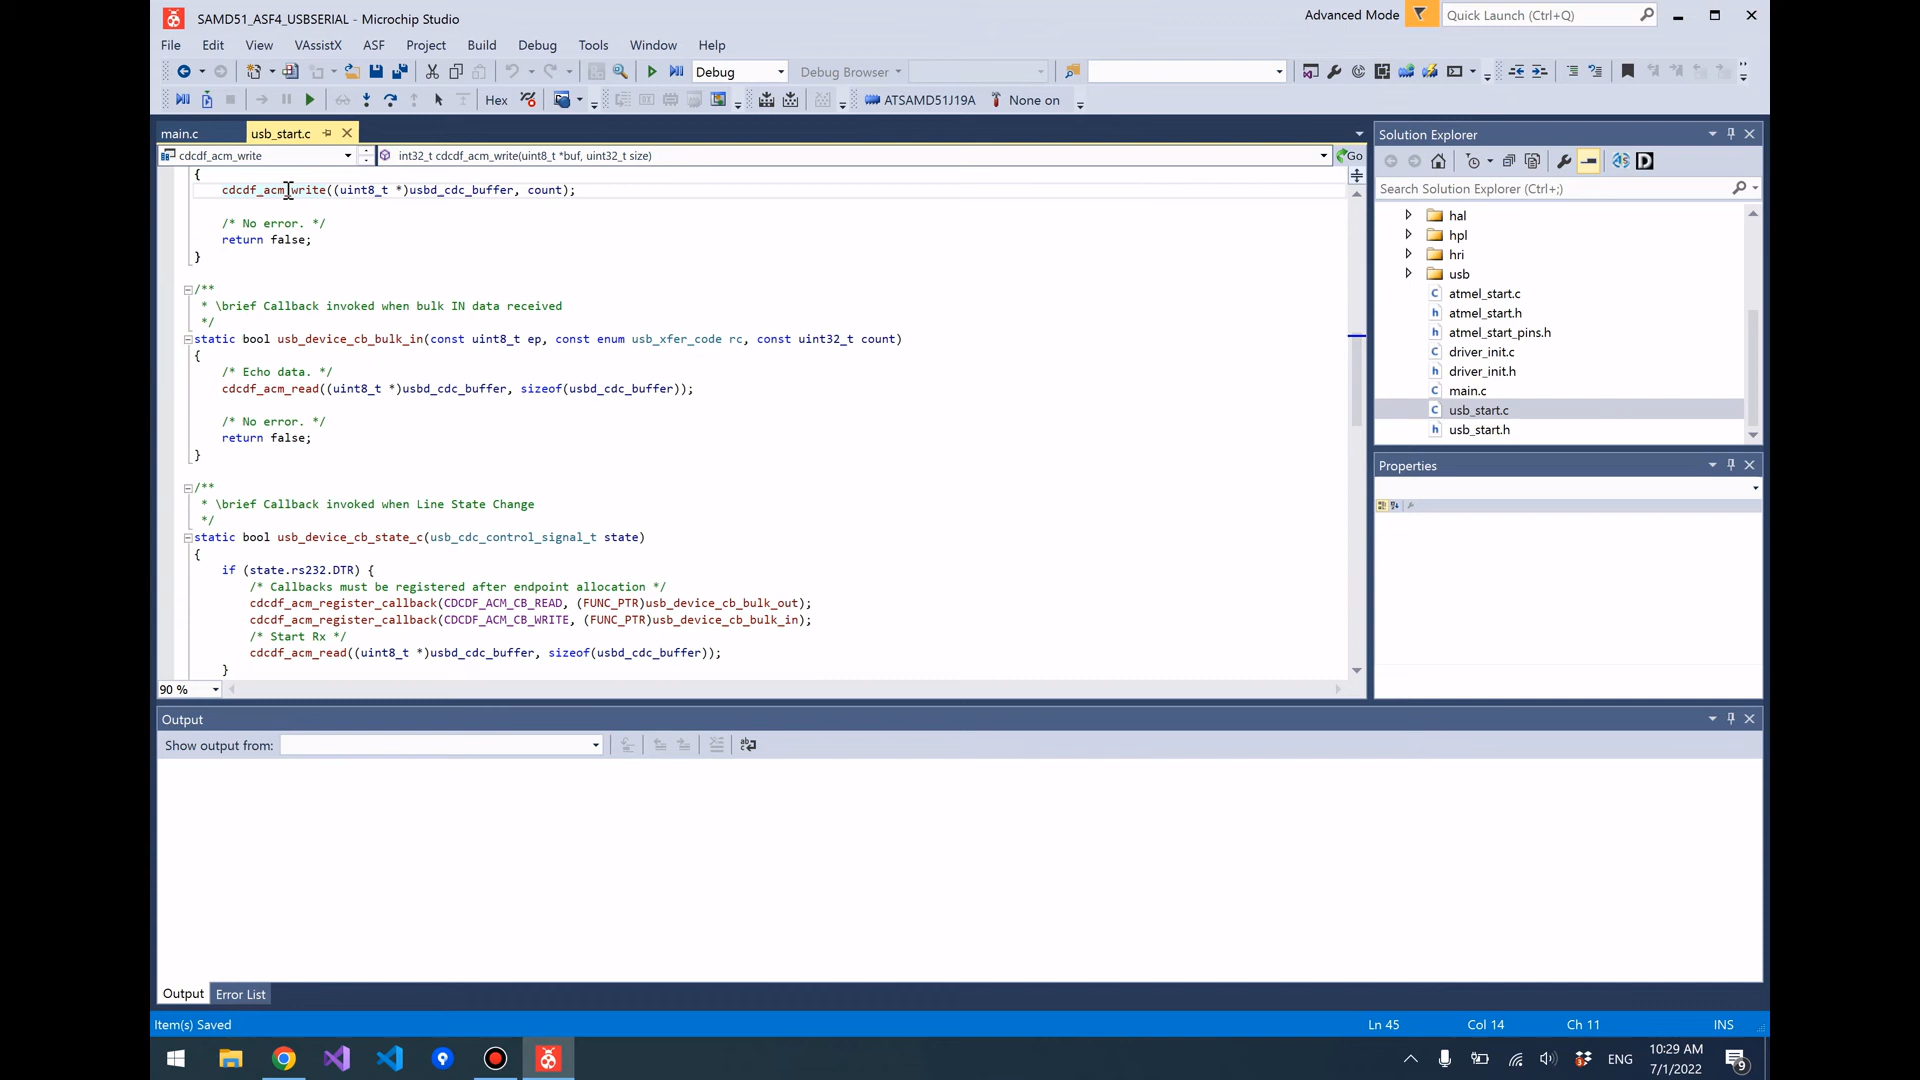 SAMD51_ASF4_USBSERIAL - Microchip Studio
Advanced Mode
Quick Launch (Ctrl+Q)
File Edit View VAssistX ASF Project Build Debug Tools Window Help
Debug
Debug Browser
Hex
ATSAMD51J19A
None on
main.c
usb_start.c
cdcdf_acm_write
int32_t cdcdf_acm_write(uint8_t *buf, uint32_t size)
Go
{
cdcdf_acm_write((uint8_t *)usbd_cdc_buffer, count);
/* No error. */
return false;
}
/**
* \brief Callback invoked when bulk IN data received
*/
static bool usb_device_cb_bulk_in(const uint8_t ep, const enum usb_xfer_code rc, const uint32_t count)
{
/* Echo data. */
cdcdf_acm_read((uint8_t *)usbd_cdc_buffer, sizeof(usbd_cdc_buffer));
/* No error. */
return false;
}
/**
* \brief Callback invoked when Line State Change
*/
static bool usb_device_cb_state_c(usb_cdc_control_signal_t state)
{
if (state.rs232.DTR) {
/* Callbacks must be registered after endpoint allocation */
cdcdf_acm_register_callback(CDCDF_ACM_CB_READ, (FUNC_PTR)usb_device_cb_bulk_out);
cdcdf_acm_register_callback(CDCDF_ACM_CB_WRITE, (FUNC_PTR)usb_device_cb_bulk_in);
/* Start Rx */
cdcdf_acm_read((uint8_t *)usbd_cdc_buffer, sizeof(usbd_cdc_buffer));
}
90 %
Solution Explorer
Search Solution Explorer (Ctrl+;)
hal
hpl
hri
usb
atmel_start.c
atmel_start.h
atmel_start_pins.h
driver_init.c
driver_init.h
main.c
usb_start.c
usb_start.h
Properties
Output
Show output from:
Output
Error List
Item(s) Saved
Ln 45
Col 14
Ch 11
INS
ENG
10:29 AM
7/1/2022
9